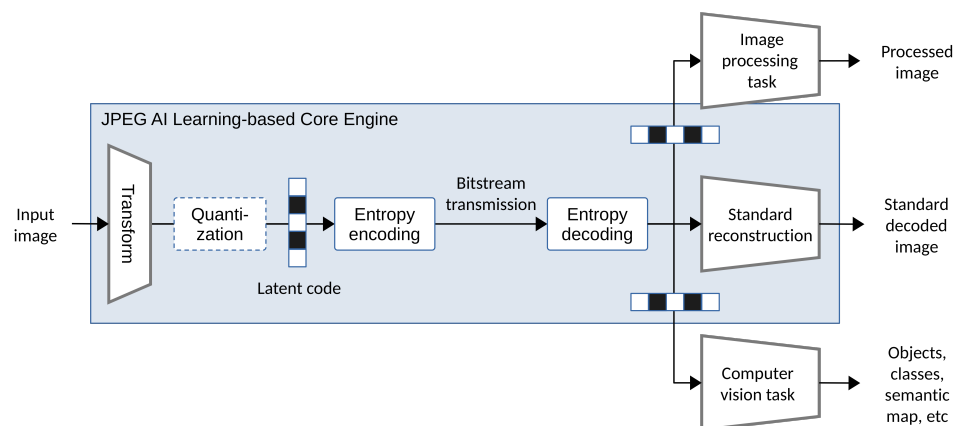 Image
processing
task
Processed
image
JPEG AI Learning-based Core Engine
Input
image
Transform
Quanti-
zation
Latent code
Entropy
encoding
Bitstream
transmission
Entropy
decoding
Standard
reconstruction
Standard
decoded
image
Computer
vision task
Objects,
classes,
semantic
map, etc